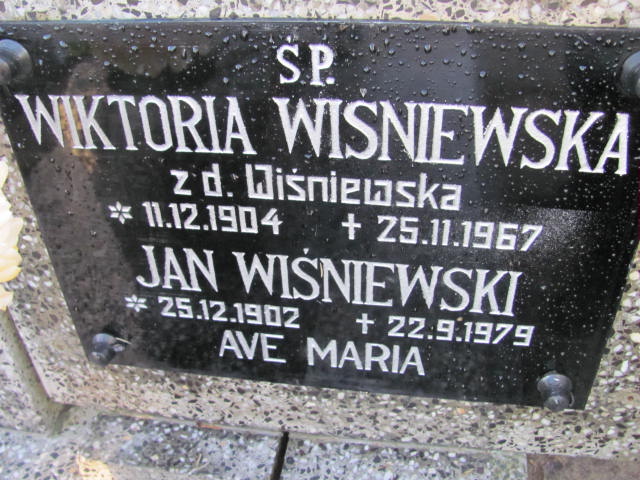 Ś.P.
WIKTORIA WIŚNIEWSKA
z d. Wiśniewska
* 11.12.1904 + 25.11.1967
JAN WIŚNIEWSKI
* 25.12.1902 + 22.9.1979
AVE MARIA